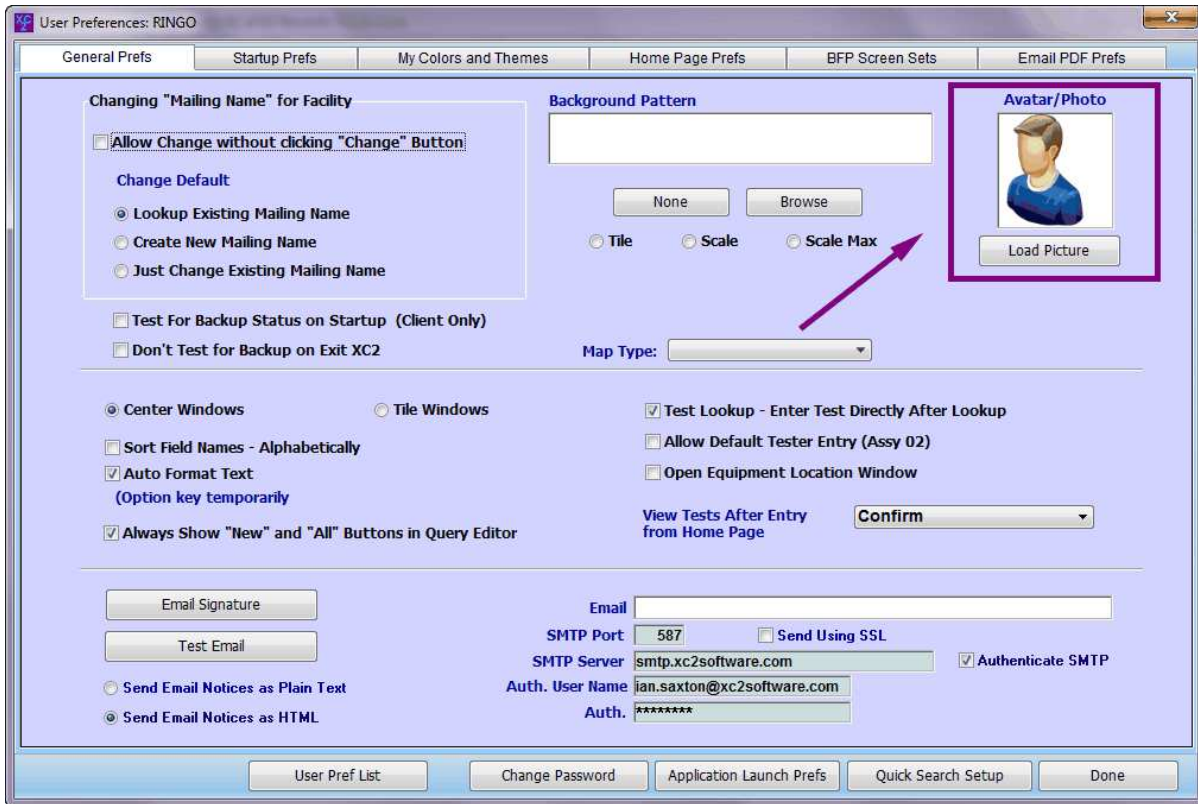 XC2
User Preferences: RINGO
General Prefs
Startup Prefs
My Colors and Themes
Home Page Prefs
BFP Screen Sets
Email PDF Prefs
Changing "Mailing Name" for Facility
Allow Change without clicking "Change" Button
Change Default
Lookup Existing Mailing Name
Create New Mailing Name
Just Change Existing Mailing Name
Test For Backup Status on Startup (Client Only)
Don't Test for Backup on Exit XC2
Background Pattern
None
Browse
Tile
Scale
Scale Max
Map Type:
Avatar/Photo
Load Picture
Center Windows
Tile Windows
Sort Field Names - Alphabetically
Auto Format Text
(Option key temporarily
Always Show "New" and "All" Buttons in Query Editor
Test Lookup - Enter Test Directly After Lookup
Allow Default Tester Entry (Assy 02)
Open Equipment Location Window
View Tests After Entry
from Home Page
Confirm
Email Signature
Test Email
Send Email Notices as Plain Text
Send Email Notices as HTML
Email
SMTP Port 587
Send Using SSL
SMTP Server smtp.xc2software.com
Authenticate SMTP
Auth. User Name ian.saxton@xc2software.com
Auth. ********
User Pref List
Change Password
Application Launch Prefs
Quick Search Setup
Done